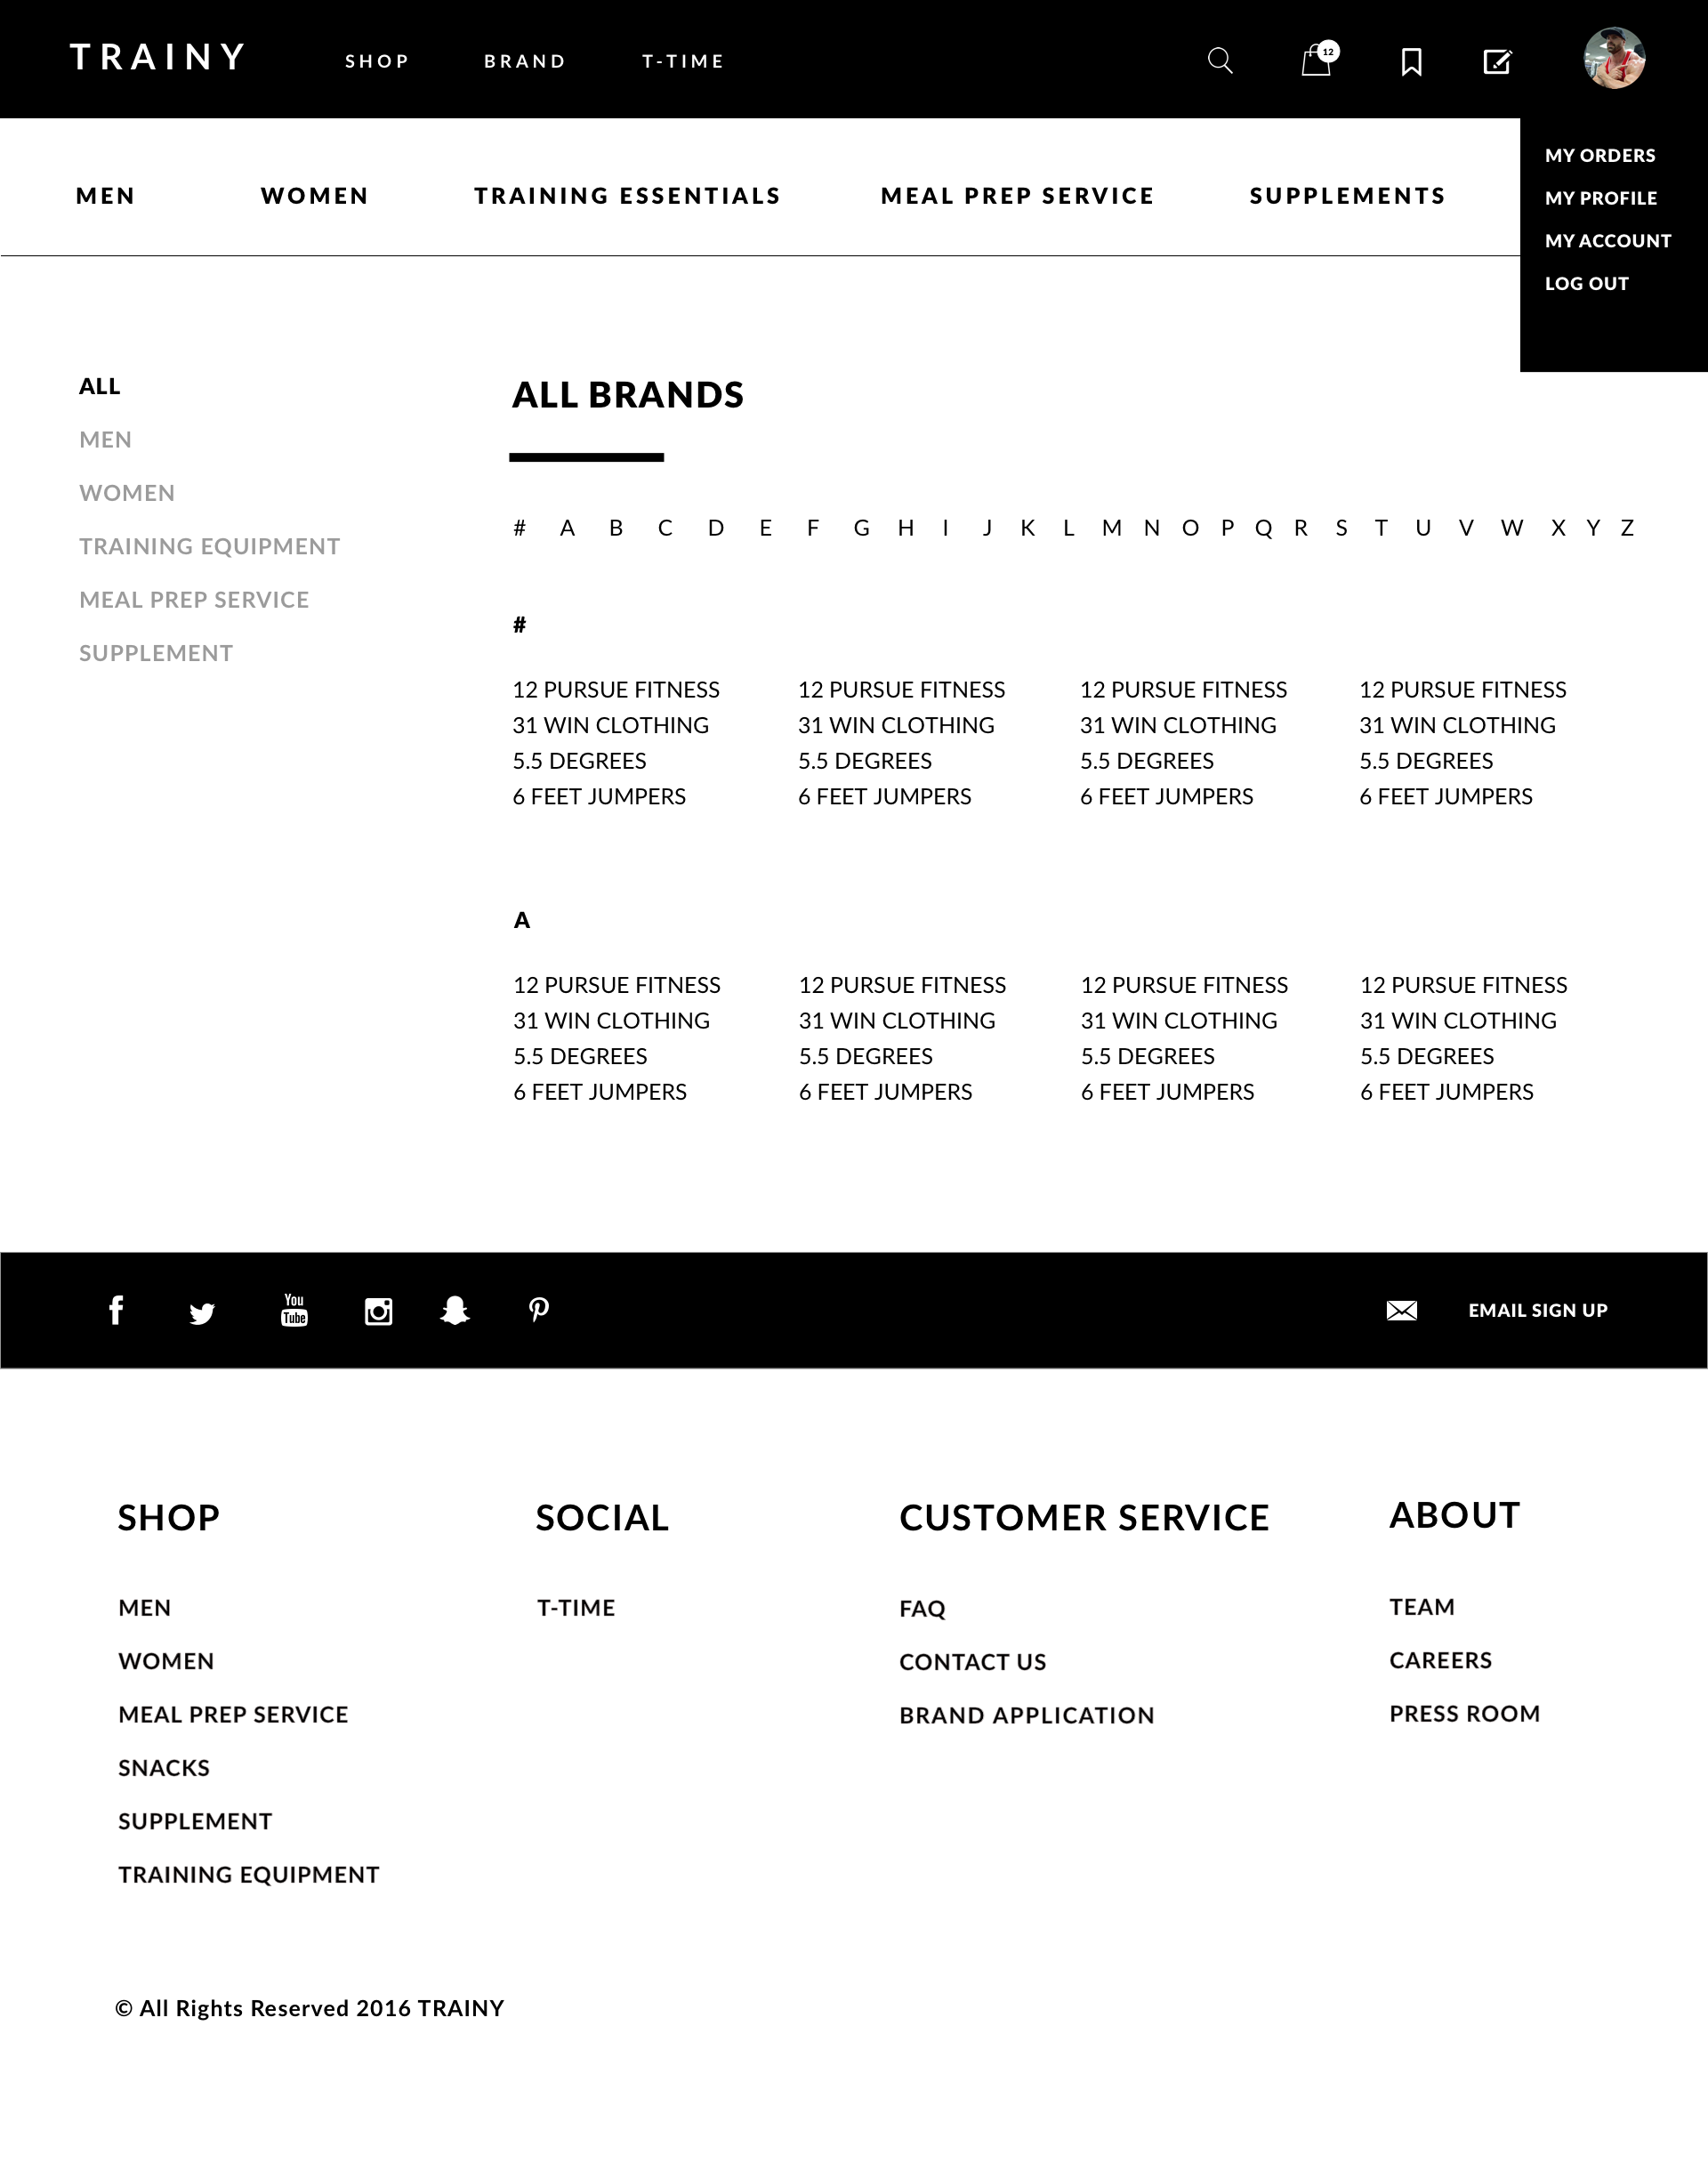 TRAINY SHOP BRAND T-TIME 12
MY ORDERS
MY PROFILE
MY ACCOUNT
LOG OUT
MEN WOMEN TRAINING ESSENTIALS MEAL PREP SERVICE SUPPLEMENTS
ALL
MEN
WOMEN
TRAINING EQUIPMENT
MEAL PREP SERVICE
SUPPLEMENT
ALL BRANDS
# A B C D E F G H I J K L M N O P Q R S T U V W X Y Z
#
12 PURSUE FITNESS 12 PURSUE FITNESS 12 PURSUE FITNESS 12 PURSUE FITNESS
31 WIN CLOTHING 31 WIN CLOTHING 31 WIN CLOTHING 31 WIN CLOTHING
5.5 DEGREES 5.5 DEGREES 5.5 DEGREES 5.5 DEGREES
6 FEET JUMPERS 6 FEET JUMPERS 6 FEET JUMPERS 6 FEET JUMPERS
A
12 PURSUE FITNESS 12 PURSUE FITNESS 12 PURSUE FITNESS 12 PURSUE FITNESS
31 WIN CLOTHING 31 WIN CLOTHING 31 WIN CLOTHING 31 WIN CLOTHING
5.5 DEGREES 5.5 DEGREES 5.5 DEGREES 5.5 DEGREES
6 FEET JUMPERS 6 FEET JUMPERS 6 FEET JUMPERS 6 FEET JUMPERS
You
Tube
EMAIL SIGN UP
SHOP
MEN
WOMEN
MEAL PREP SERVICE
SNACKS
SUPPLEMENT
TRAINING EQUIPMENT
SOCIAL
T-TIME
CUSTOMER SERVICE
FAQ
CONTACT US
BRAND APPLICATION
ABOUT
TEAM
CAREERS
PRESS ROOM
© All Rights Reserved 2016 TRAINY